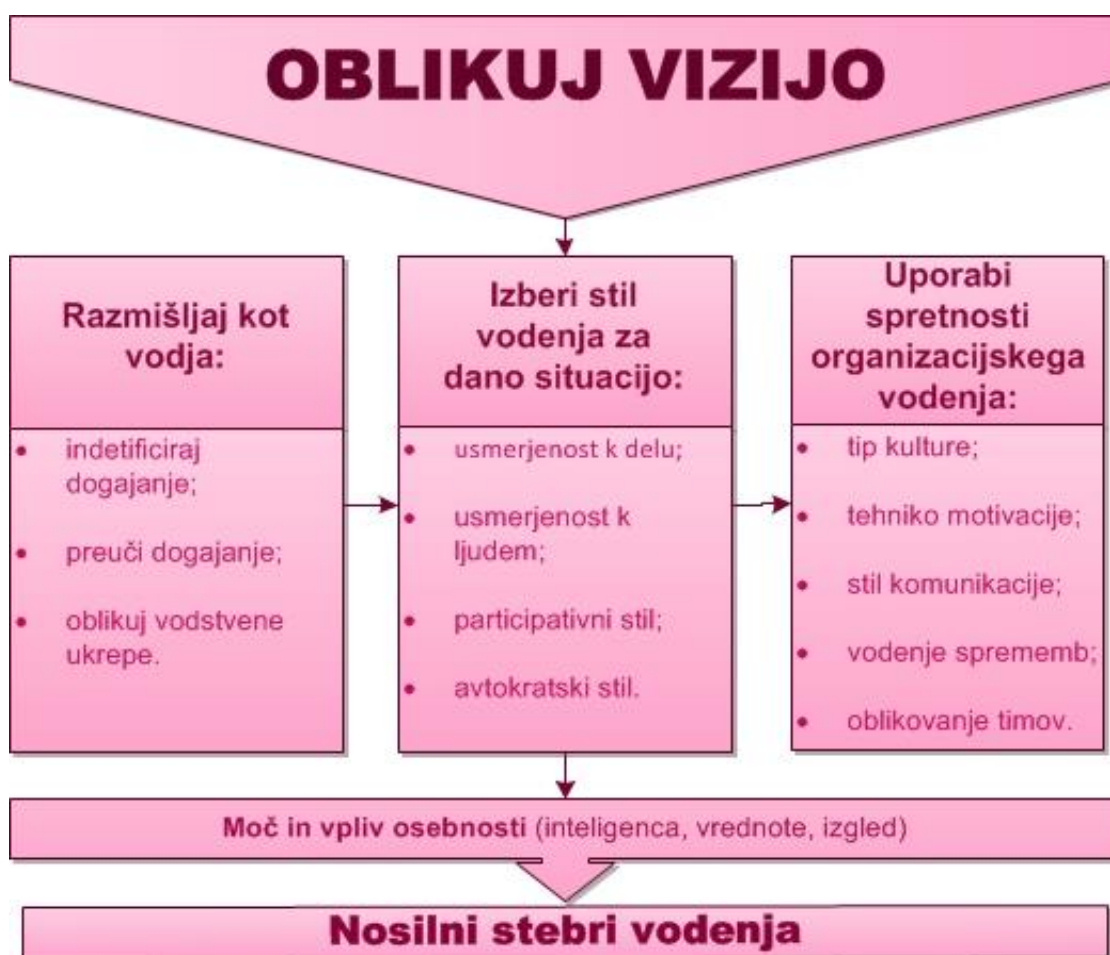 OBLIKUJ VIZIJO
Razmišljaj kot
vodja:
• indetificiraj
dogajanje;
• preuči dogajanje;
• oblikuj vodstvene
ukrepe.
Izberi stil
vodenja za
dano situacijo:
• usmerjenost k delu;
• usmerjenost k
ljudem;
• participativni stil;
• avtokratski stil.
Uporabi
spretnosti
organizacijskega
vodenja:
• tip kulture;
• tehniko motivacije;
• stil komunikacije;
• vodenje sprememb;
• oblikovanje timov.
Moč in vpliv osebnosti (inteligenca, vrednote, izgled)
Nosilni stebri vodenja